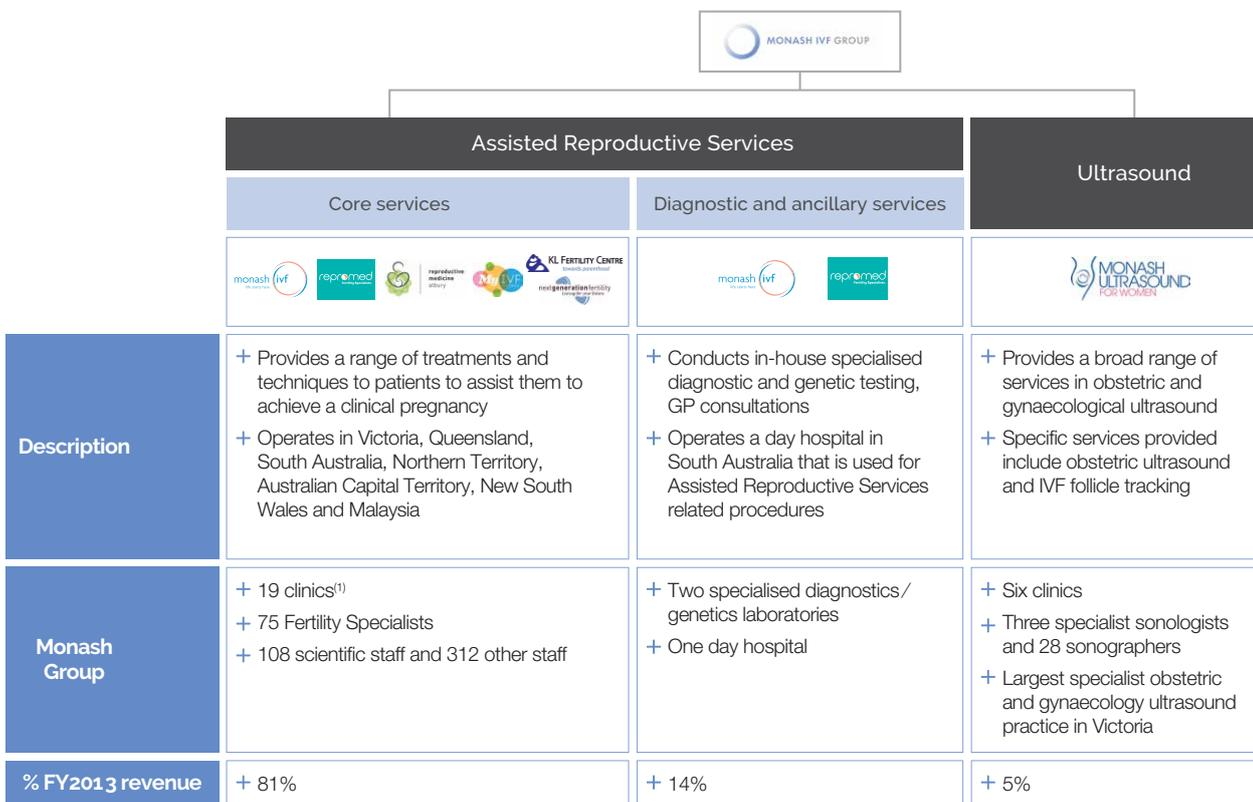 MONASH IVF GROUP
Assisted Reproductive Services
Ultrasound
Core services
Diagnostic and ancillary services
monash ivf
repromed
Fertility Specialists
reproductive
medicine
albury
My IVF
KL FERTILITY CENTRE
towards parenthood
nextgenerationfertility
monash ivf
repromed
Fertility Specialists
MONASH
ULTRASOUND
FOR WOMEN
Description
+ Provides a range of treatments and
techniques to patients to assist them to
achieve a clinical pregnancy
+ Operates in Victoria, Queensland,
South Australia, Northern Territory,
Australian Capital Territory, New South
Wales and Malaysia
+ Conducts in-house specialised
diagnostic and genetic testing,
GP consultations
+ Operates a day hospital in
South Australia that is used for
Assisted Reproductive Services
related procedures
+ Provides a broad range of
services in obstetric and
gynaecological ultrasound
+ Specific services provided
include obstetric ultrasound
and IVF follicle tracking
Monash
Group
+ 19 clinics(1)
+ 75 Fertility Specialists
+ 108 scientific staff and 312 other staff
+ Two specialised diagnostics/
genetics laboratories
+ One day hospital
+ Six clinics
+ Three specialist sonologists
and 28 sonographers
+ Largest specialist obstetric
and gynaecology ultrasound
practice in Victoria
% FY2013 revenue
+ 81%
+ 14%
+ 5%